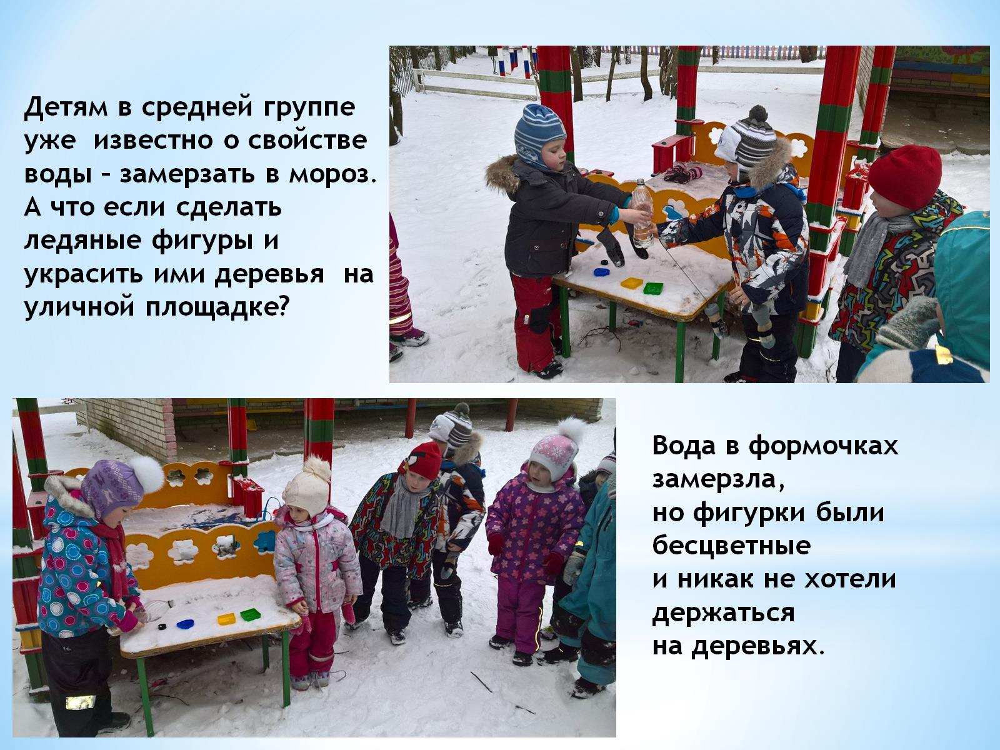 Детям в средней группе
уже известно о свойстве
воды – замерзать в мороз.
А что если сделать
ледяные фигуры и
украсить ими деревья на
уличной площадке?
Вода в формочках
замерзла,
но фигурки были
бесцветные
и никак не хотели
держаться
на деревьях.